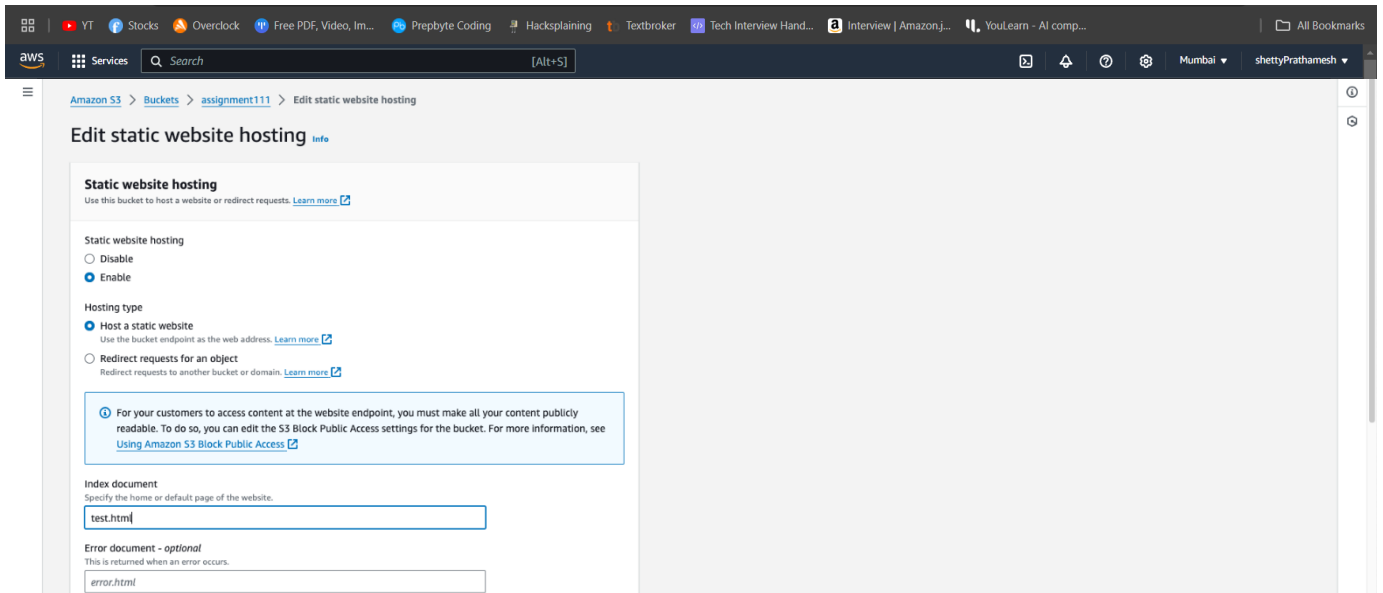 YT Stocks Overclock Free PDF, Video, Im... Prepbyte Coding Hacksplaining Textbroker Tech Interview Hand... Interview | Amazon.j... YouLearn - AI comp... All Bookmarks
aws Services Search [Alt+S] Mumbai shettyPrathamesh
Amazon S3 > Buckets > assignment111 > Edit static website hosting
Edit static website hosting Info
Static website hosting
Use this bucket to host a website or redirect requests. Learn more
Static website hosting
Disable
Enable
Hosting type
Host a static website
Use the bucket endpoint as the web address. Learn more
Redirect requests for an object
Redirect requests to another bucket or domain. Learn more
For your customers to access content at the website endpoint, you must make all your content publicly
readable. To do so, you can edit the S3 Block Public Access settings for the bucket. For more information, see
Using Amazon S3 Block Public Access
Index document
Specify the home or default page of the website.
test.html
Error document - optional
This is returned when an error occurs.
error.html